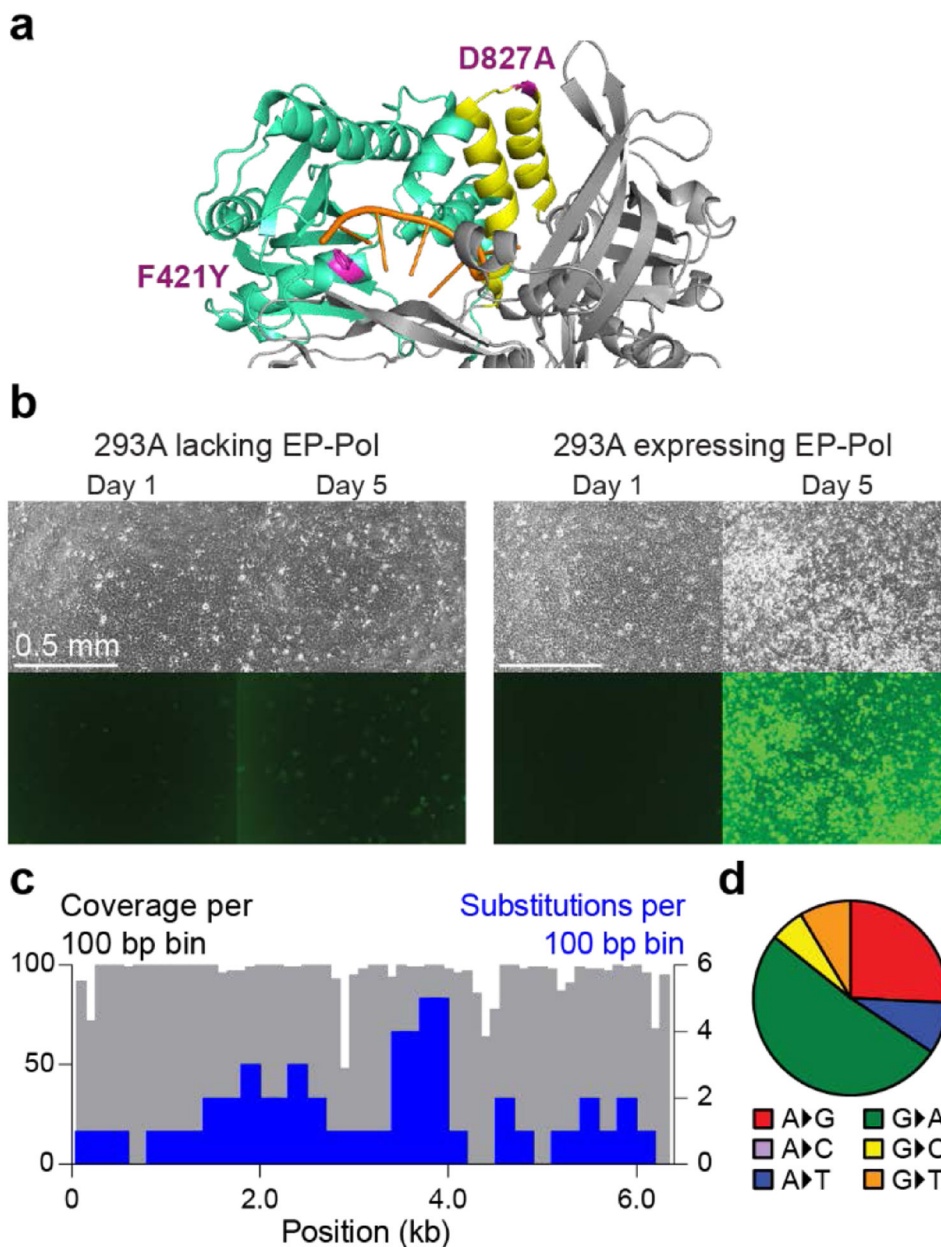 a
D827A
F421Y
b
293A lacking EP-Pol
293A expressing EP-Pol
Day 1
Day 5
Day 1
Day 5
0.5 mm
c
Coverage per
100 bp bin
Substitutions per
100 bp bin
100
50
0
6
4
2
0
0
2.0
4.0
6.0
Position (kb)
d
A▸G
G▸A
A▸C
G▸C
A▸T
G▸T